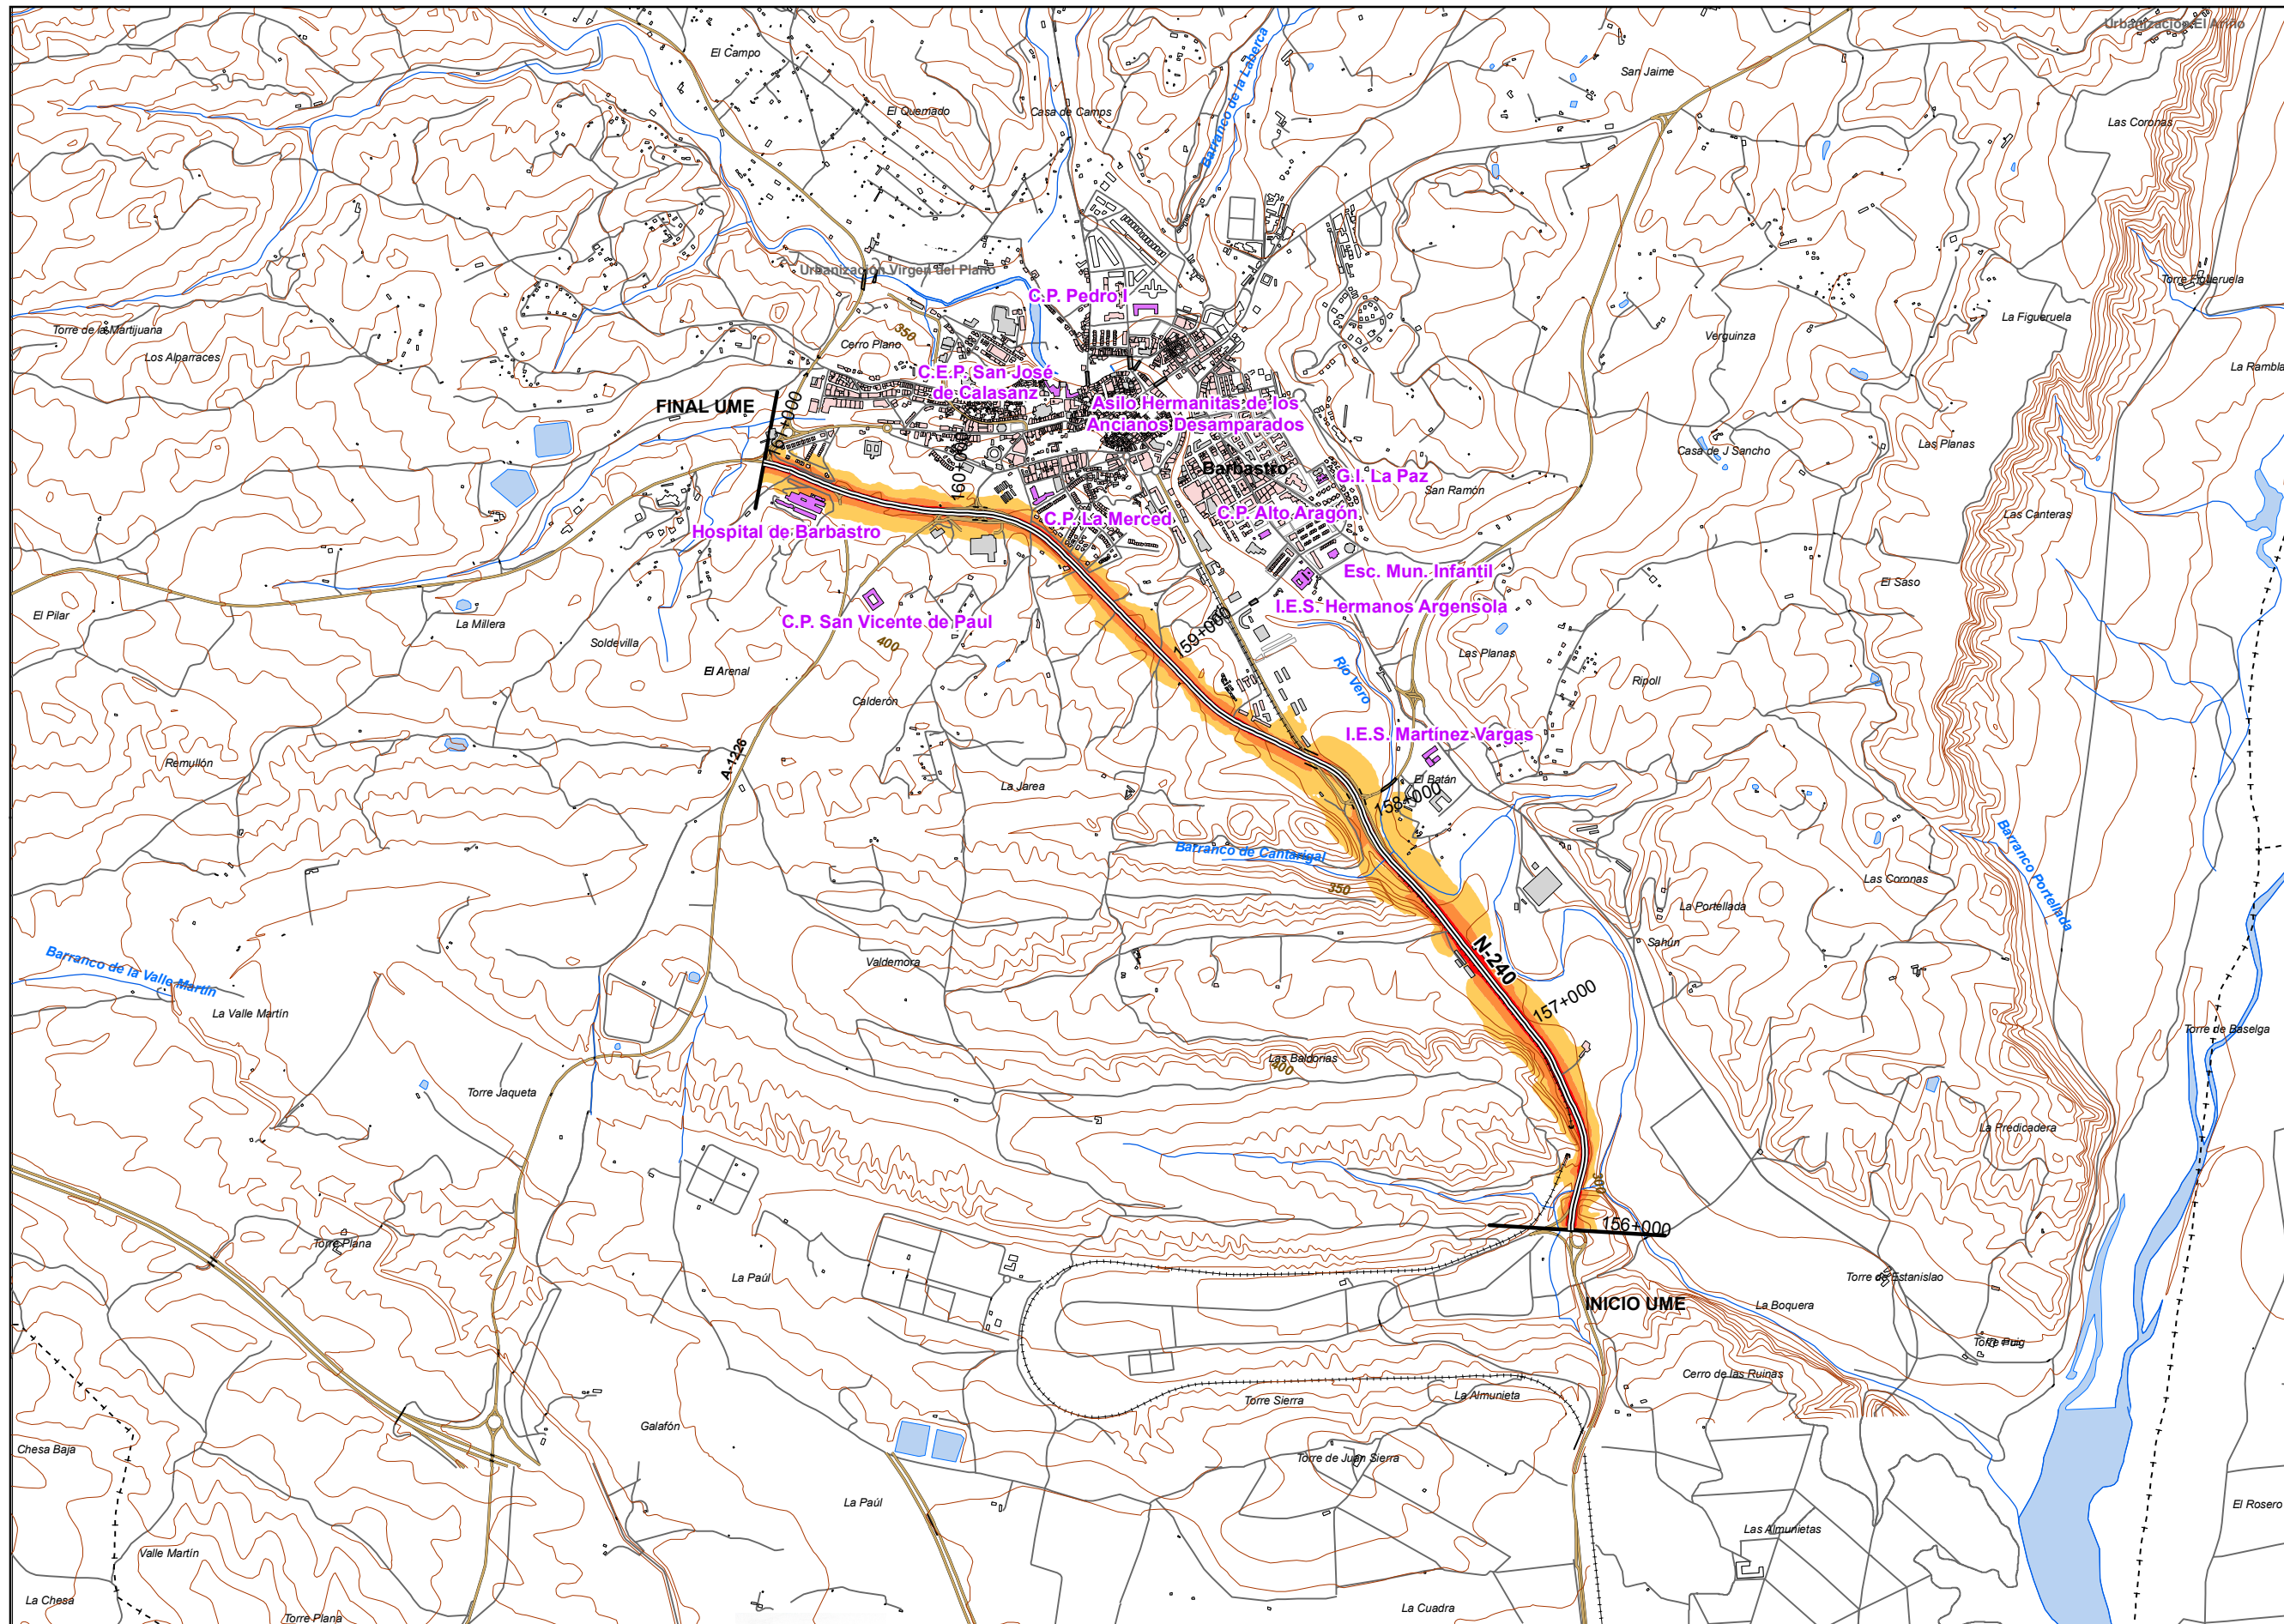 Urbanización El Ariño
El Campo
San Jaime
El Quemado
Casa de Camps
Barranco de la Laberca
Las Coronas
Urbanización Virgen del Plano
Torre Figueruela
C.P. Pedro I
La Figueruela
Torre de la Martijuana
350
Cerro Plano
Verguinza
Los Alparraces
La Rambla
C.E.P. San José
de Calasanz
FINAL UME
161+000
Asilo Hermanitas de los
Ancianos Desamparados
Las Planas
Casa de J Sancho
160+000
Barbastro
G.I. La Paz
San Ramón
C.P. La Merced
C.P. Alto Aragón
Las Canteras
Hospital de Barbastro
Esc. Mun. Infantil
El Saso
I.E.S. Hermanos Argensola
El Pilar
La Millera
C.P. San Vicente de Paul
159+000
Soldevilla
400
El Arenal
Río Vero
Las Planas
Ripoll
Calderón
I.E.S. Martínez Vargas
A-1226
Remullón
La Jarea
El Batán
158+000
Barranco de Cantarigal
Barranco Portellada
350
Las Coronas
La Portellada
Sahún
N-240
Barranco de la Valle Martín
Valdemora
157+000
La Valle Martín
Torre de Baselga
Las Baldorias
400
Torre Jaqueta
La Predicadera
300
156+000
Torre Plana
La Paúl
Torre de Estanislao
INICIO UME
La Boquera
Torre Puig
Cerro de las Ruinas
Torre Sierra
La Almunieta
Galafón
Chesa Baja
Torre de Juan Sierra
La Paúl
El Rosero
Las Almunietas
Valle Martín
La Chesa
La Cuadra
Torre Plana